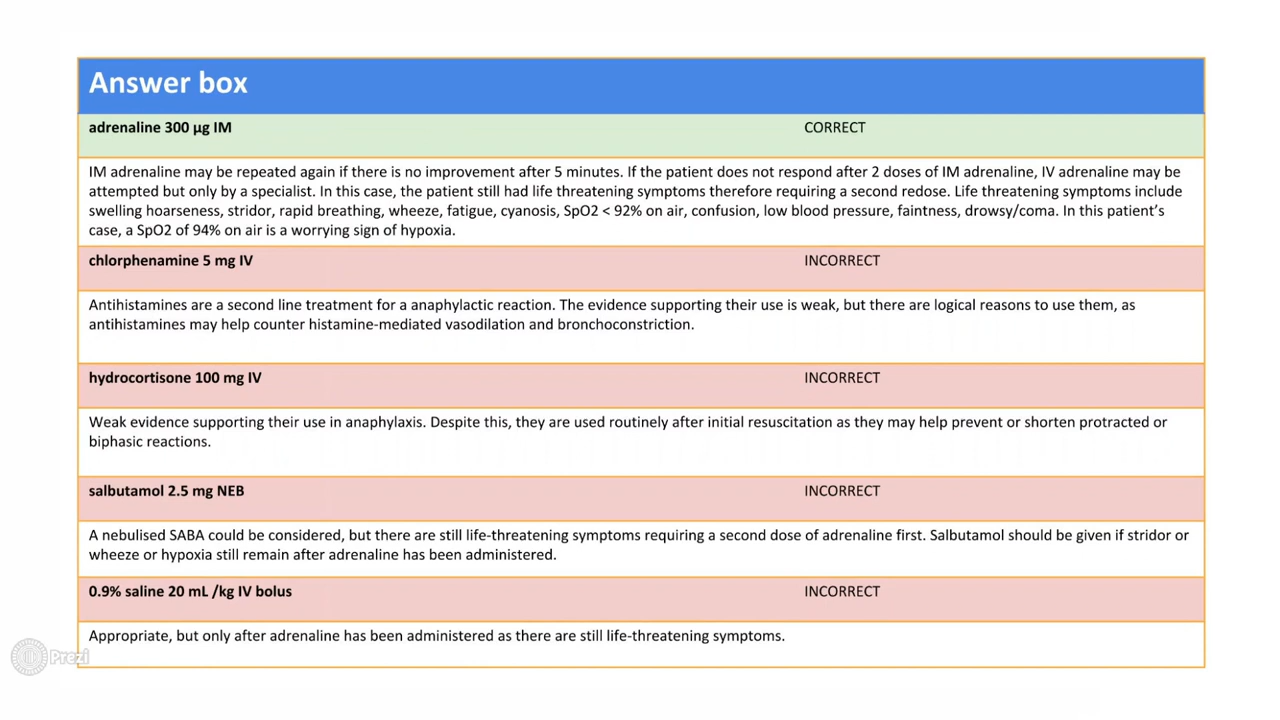 Answer box
adrenaline 300 µg IM CORRECT
IM adrenaline may be repeated again if there is no improvement after 5 minutes. If the patient does not respond after 2 doses of IM adrenaline, IV adrenaline may be
attempted but only by a specialist. In this case, the patient still had life threatening symptoms therefore requiring a second redose. Life threatening symptoms include
swelling hoarseness, stridor, rapid breathing, wheeze, fatigue, cyanosis, SpO2 < 92% on air, confusion, low blood pressure, faintness, drowsy/coma. In this patient's
case, a SpO2 of 94% on air is a worrying sign of hypoxia.
chlorphenamine 5 mg IV INCORRECT
Antihistamines are a second line treatment for a anaphylactic reaction. The evidence supporting their use is weak, but there are logical reasons to use them, as
antihistamines may help counter histamine-mediated vasodilation and bronchoconstriction.
hydrocortisone 100 mg IV INCORRECT
Weak evidence supporting their use in anaphylaxis. Despite this, they are used routinely after initial resuscitation as they may help prevent or shorten protracted or
biphasic reactions.
salbutamol 2.5 mg NEB INCORRECT
A nebulised SABA could be considered, but there are still life-threatening symptoms requiring a second dose of adrenaline first. Salbutamol should be given if stridor or
wheeze or hypoxia still remain after adrenaline has been administered.
0.9% saline 20 mL /kg IV bolus INCORRECT
Appropriate, but only after adrenaline has been administered as there are still life-threatening symptoms.
Prezi